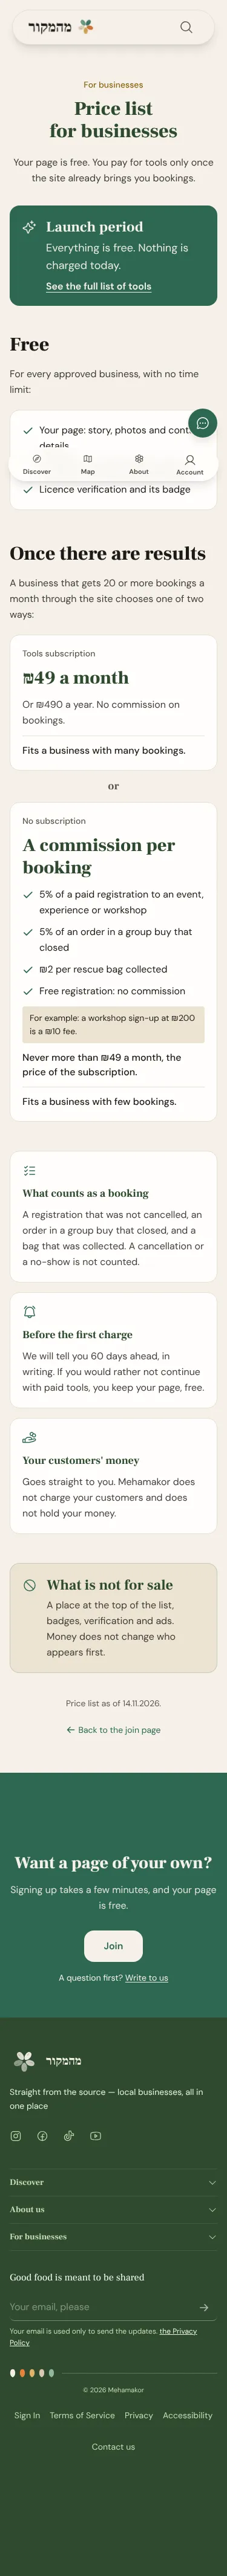 מהמקור
For businesses
Price list
for businesses
Your page is free. You pay for tools only once
the site already brings you bookings.
Launch period
Everything is free. Nothing is
charged today.
See the full list of tools
Free
For every approved business, with no time
limit:
Your page: story, photos and
details
Discover
Map
About
Account
Licence verification and its badge
Once there are results
A business that gets 20 or more bookings a
month through the site chooses one of two
ways:
Tools subscription
₪49 a month
Or ₪490 a year. No commission on
bookings.
Fits a business with many bookings.
or
No subscription
A commission per
booking
5% of a paid registration to an event,
experience or workshop
5% of an order in a group buy that
closed
₪2 per rescue bag collected
Free registration: no commission
For example: a workshop sign-up at ₪200
is a ₪10 fee.
Never more than ₪49 a month, the
price of the subscription.
Fits a business with few bookings.
What counts as a booking
A registration that was not cancelled, an
order in a group buy that closed, and a
bag that was collected. A cancellation or
a no-show is not counted.
Before the first charge
We will tell you 60 days ahead, in
writing. If you would rather not continue
with paid tools, you keep your page, free.
Your customers' money
Goes straight to you. Mehamakor does
not charge your customers and does
not hold your money.
What is not for sale
A place at the top of the list,
badges, verification and ads.
Money does not change who
appears first.
Price list as of 14.11.2026.
← Back to the join page
Want a page of your own?
Signing up takes a few minutes, and your page
is free.
Join
A question first? Write to us
מהמקור
Straight from the source — local businesses, all in
one place
Discover
About us
For businesses
Good food is meant to be shared
Your email, please
Your email is used only to send the updates. the Privacy
Policy
© 2026 Mehamakor
Sign In Terms of Service Privacy Accessibility
Contact us